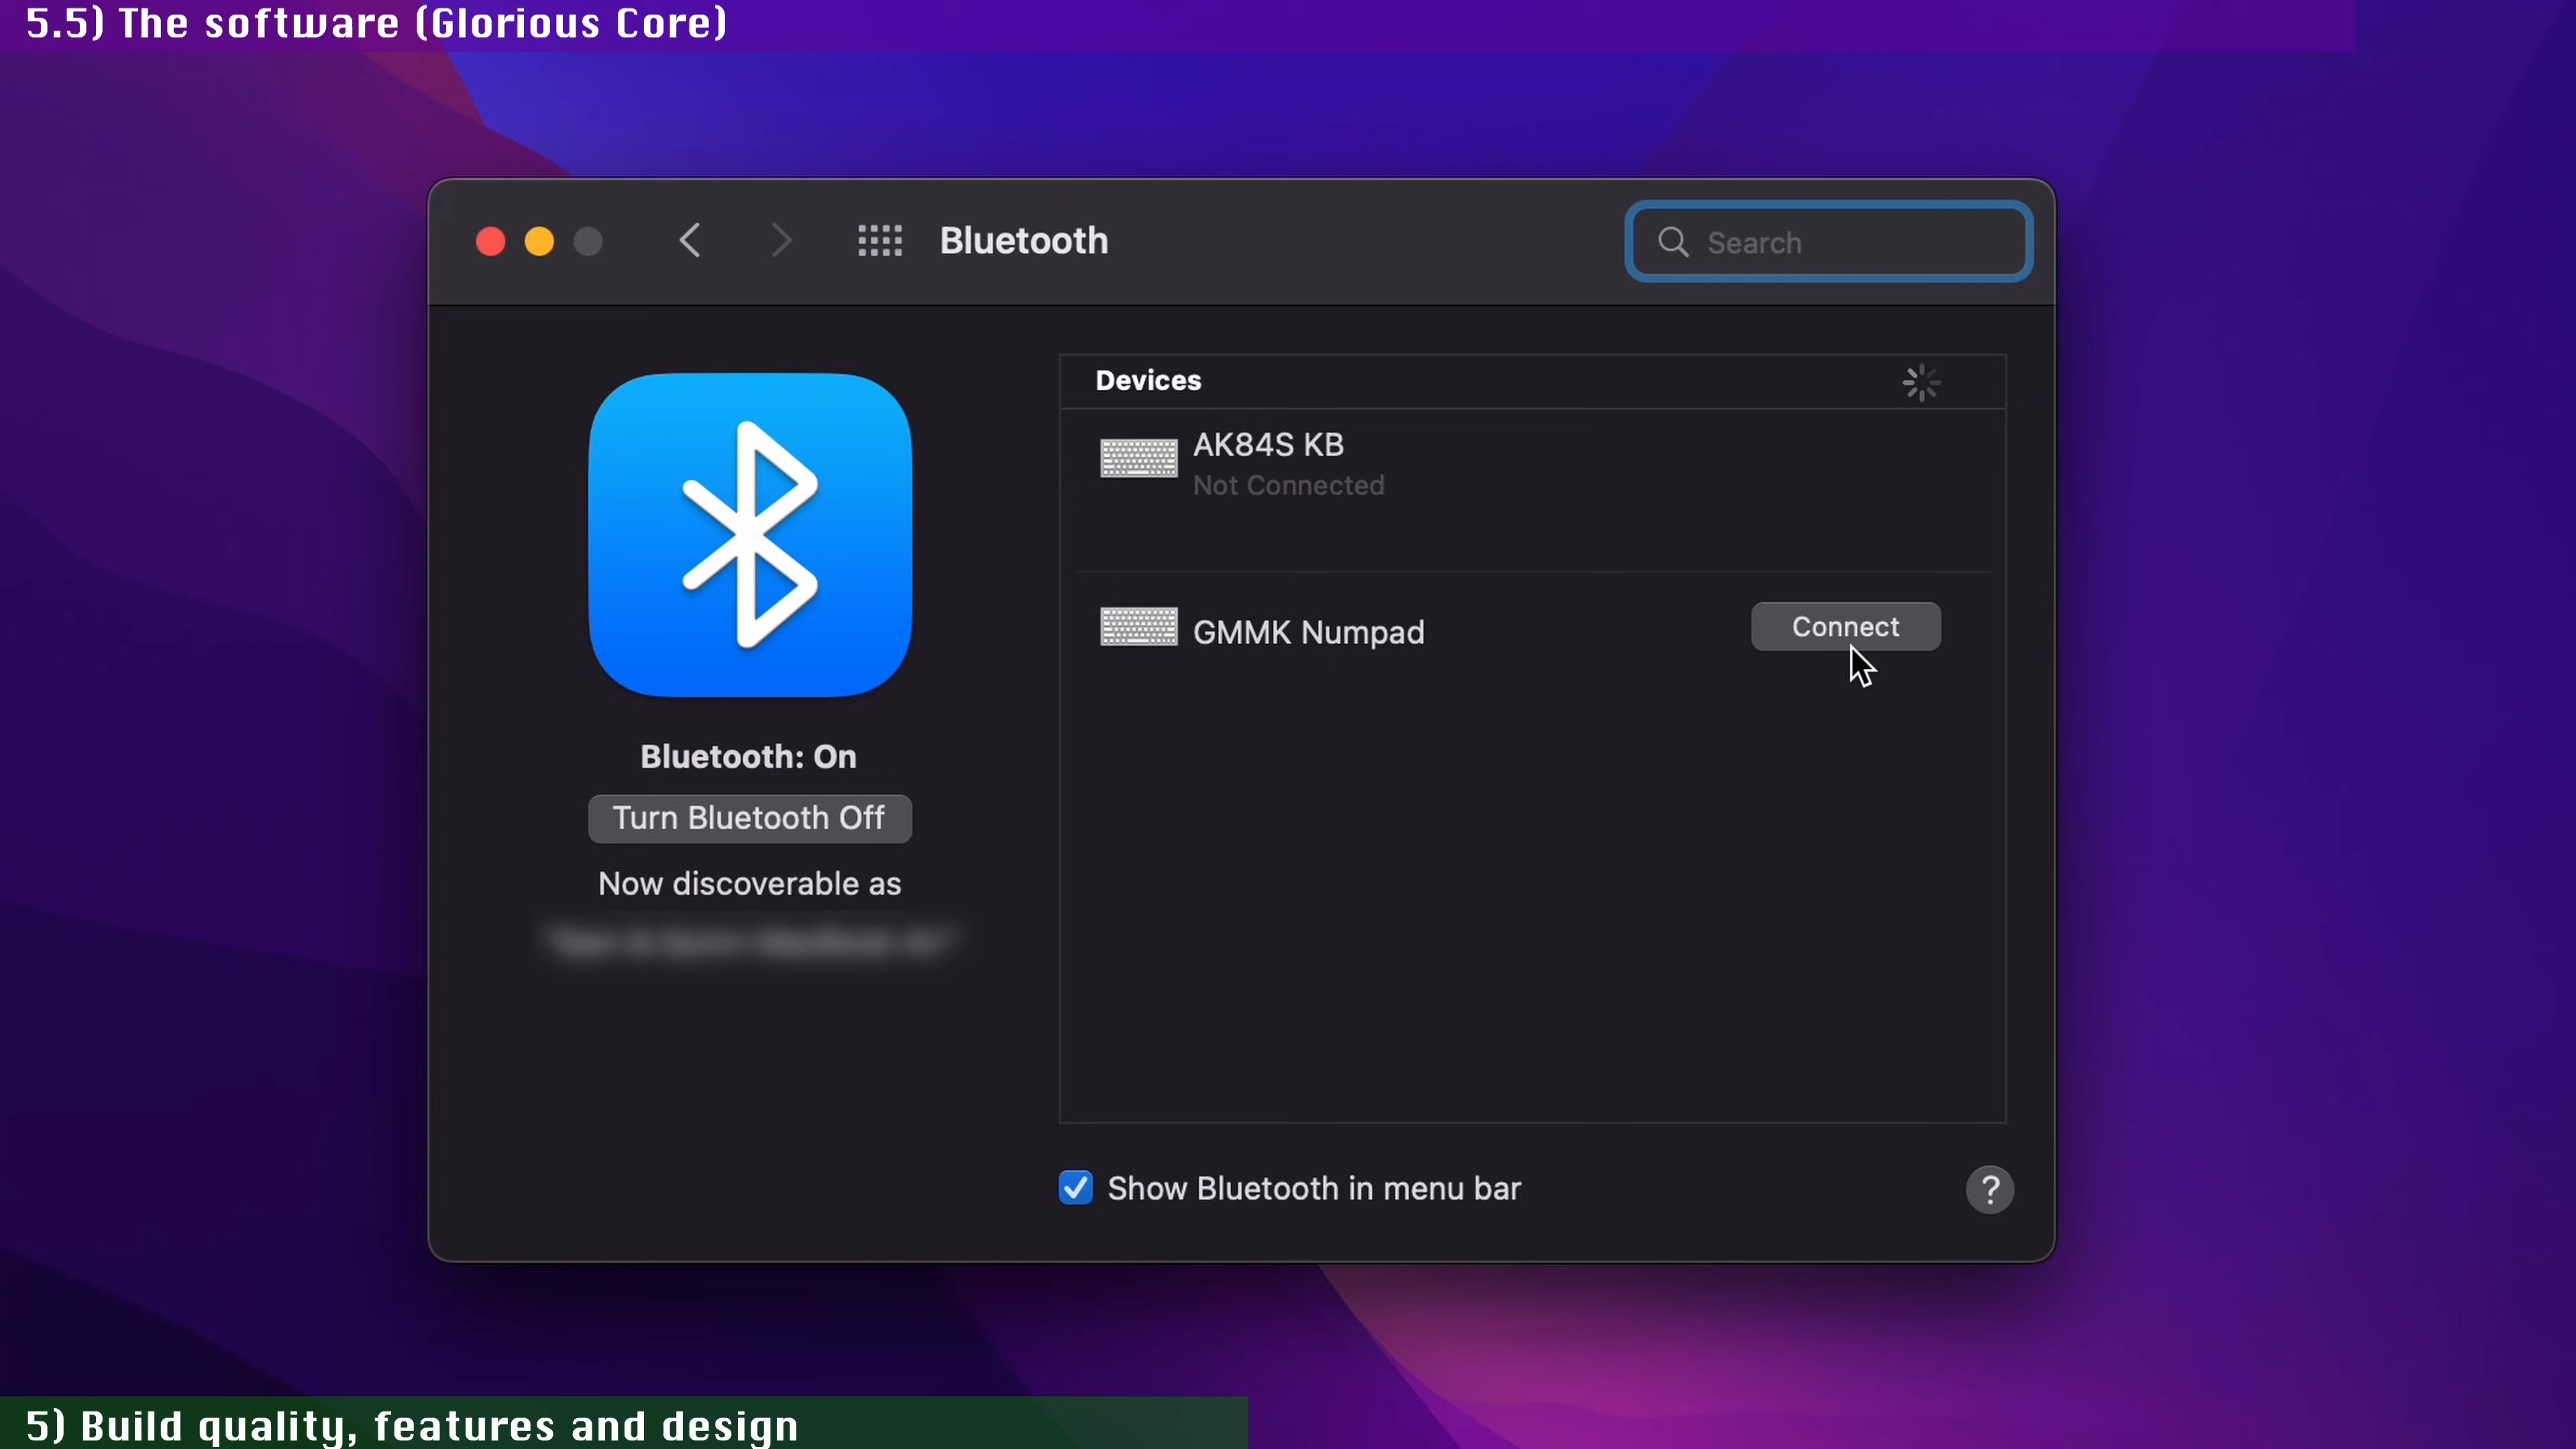 5.5) The software (Glorious Core)
Bluetooth
Search
Devices
AK84S KB
Not Connected
GMMK Numpad
Connect
Bluetooth: On
Turn Bluetooth Off
Now discoverable as
Show Bluetooth in menu bar
?
5) Build quality, features and design